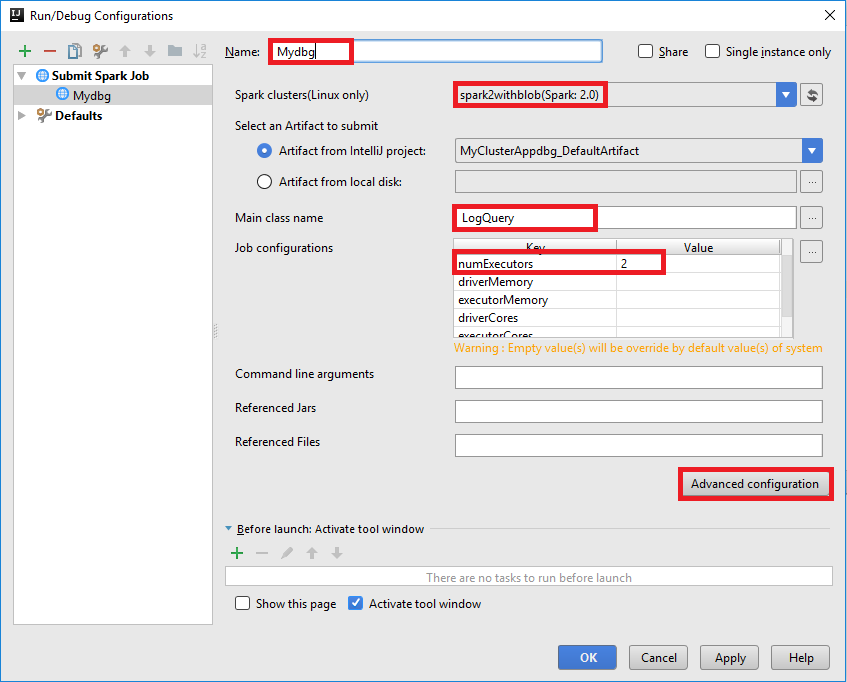 Run/Debug Configurations
Name: Mydbg
Share
Single instance only
Submit Spark Job
Mydbg
Defaults
Spark clusters(Linux only) spark2withblob(Spark: 2.0)
Select an Artifact to submit
Artifact from IntelliJ project: MyClusterAppdbg_DefaultArtifact
Artifact from local disk: ...
Main class name LogQuery ...
Job configurations Key Value ...
numExecutors 2
driverMemory
executorMemory
driverCores
executorCores
Warning : Empty value(s) will be override by default value(s) of system
Command line arguments
Referenced Jars
Referenced Files
Advanced configuration
Before launch: Activate tool window
There are no tasks to run before launch
Show this page Activate tool window
OK Cancel Apply Help